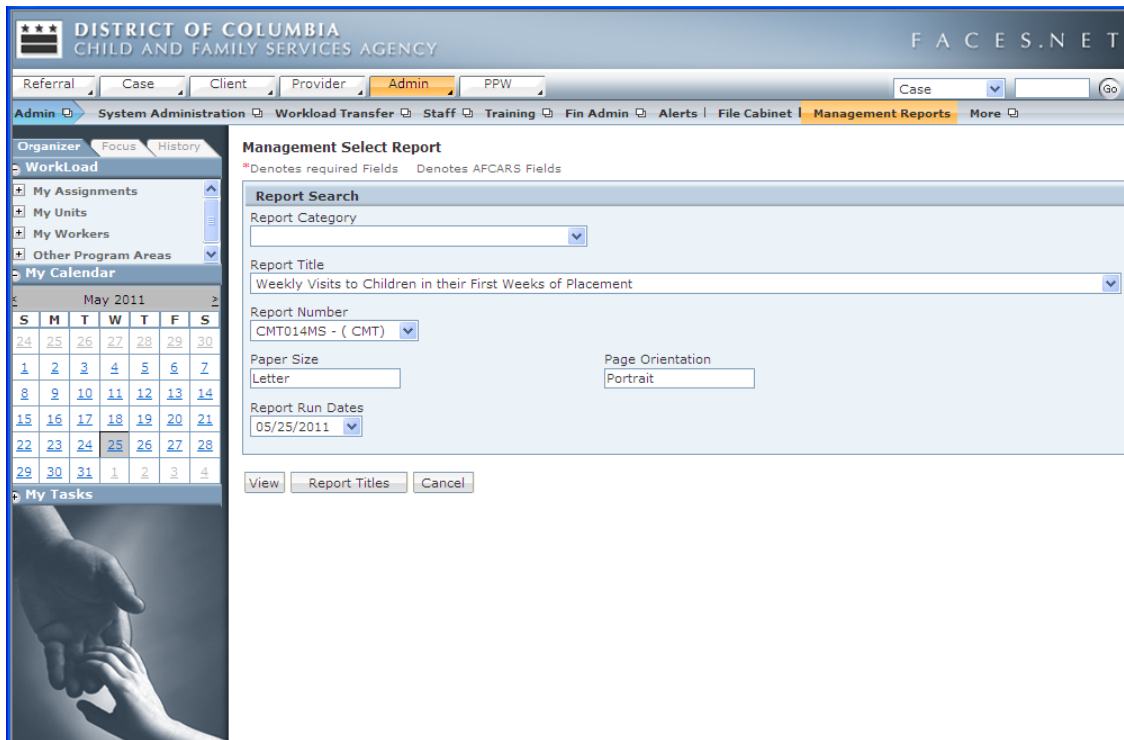 DISTRICT OF COLUMBIA
CHILD AND FAMILY SERVICES AGENCY
FACES.NET
Referral Case Client Provider Admin PPW Case Go
Admin System Administration Workload Transfer Staff Training Fin Admin Alerts | File Cabinet | Management Reports More
Organizer Focus History
WorkLoad
My Assignments
My Units
My Workers
Other Program Areas
My Calendar
< May 2011 >
S M T W T F S
24 25 26 27 28 29 30
1 2 3 4 5 6 7
8 9 10 11 12 13 14
15 16 17 18 19 20 21
22 23 24 25 26 27 28
29 30 31 1 2 3 4
My Tasks
Management Select Report
*Denotes required Fields Denotes AFCARS Fields
Report Search
Report Category
Report Title
Weekly Visits to Children in their First Weeks of Placement
Report Number
CMT014MS - ( CMT)
Paper Size Page Orientation
Letter Portrait
Report Run Dates
05/25/2011
View Report Titles Cancel